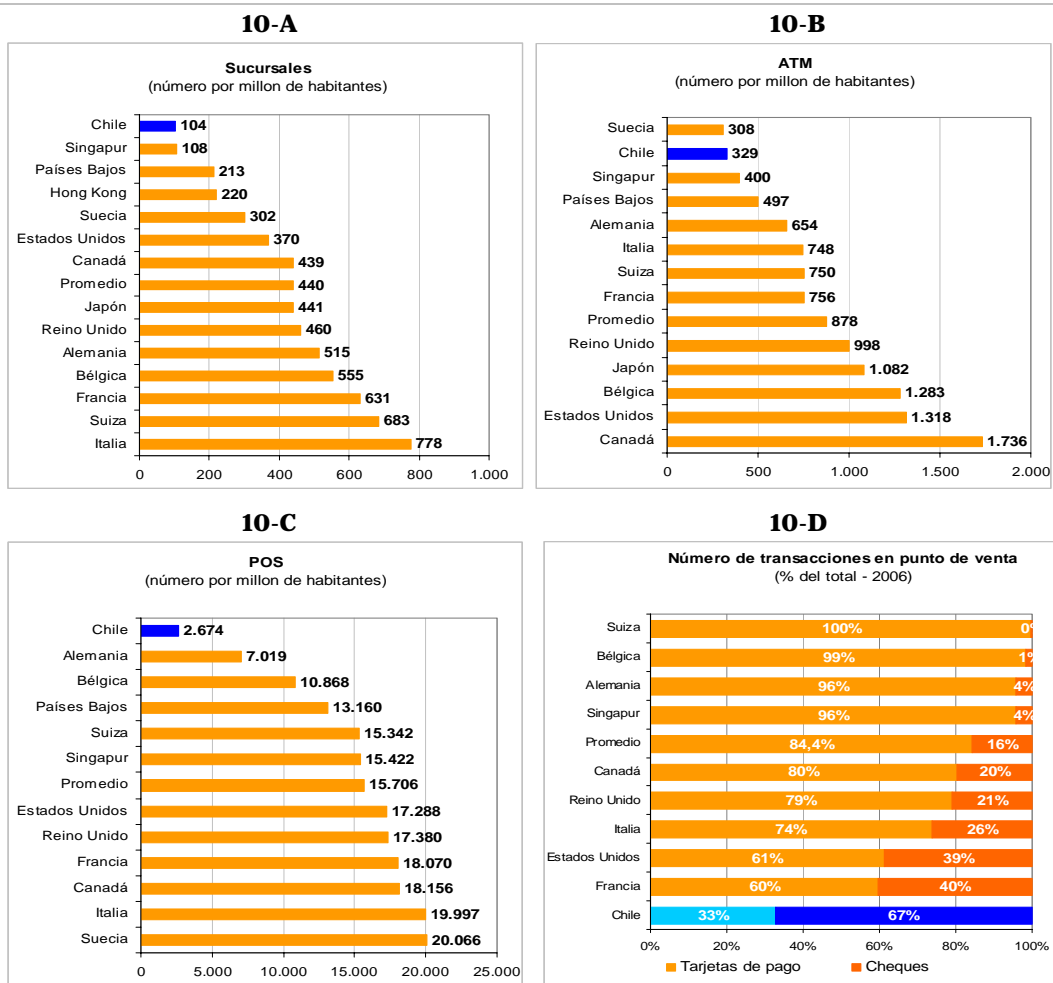 10-A
Sucursales
(número por millon de habitantes)
Chile 104
Singapur 108
Países Bajos 213
Hong Kong 220
Suecia 302
Estados Unidos 370
Canadá 439
Promedio 440
Japón 441
Reino Unido 460
Alemania 515
Bélgica 555
Francia 631
Suiza 683
Italia 778
0 200 400 600 800 1.000
10-B
ATM
(número por millon de habitantes)
Suecia 308
Chile 329
Singapur 400
Países Bajos 497
Alemania 654
Italia 748
Suiza 750
Francia 756
Promedio 878
Reino Unido 998
Japón 1.082
Bélgica 1.283
Estados Unidos 1.318
Canadá 1.736
0 500 1.000 1.500 2.000
10-C
POS
(número por millon de habitantes)
Chile 2.674
Alemania 7.019
Bélgica 10.868
Países Bajos 13.160
Suiza 15.342
Singapur 15.422
Promedio 15.706
Estados Unidos 17.288
Reino Unido 17.380
Francia 18.070
Canadá 18.156
Italia 19.997
Suecia 20.066
0 5.000 10.000 15.000 20.000 25.000
10-D
Número de transacciones en punto de venta
(% del total - 2006)
Suiza 100% 0%
Bélgica 99% 1%
Alemania 96% 4%
Singapur 96% 4%
Promedio 84,4% 16%
Canadá 80% 20%
Reino Unido 79% 21%
Italia 74% 26%
Estados Unidos 61% 39%
Francia 60% 40%
Chile 33% 67%
0% 20% 40% 60% 80% 100%
Tarjetas de pago Cheques